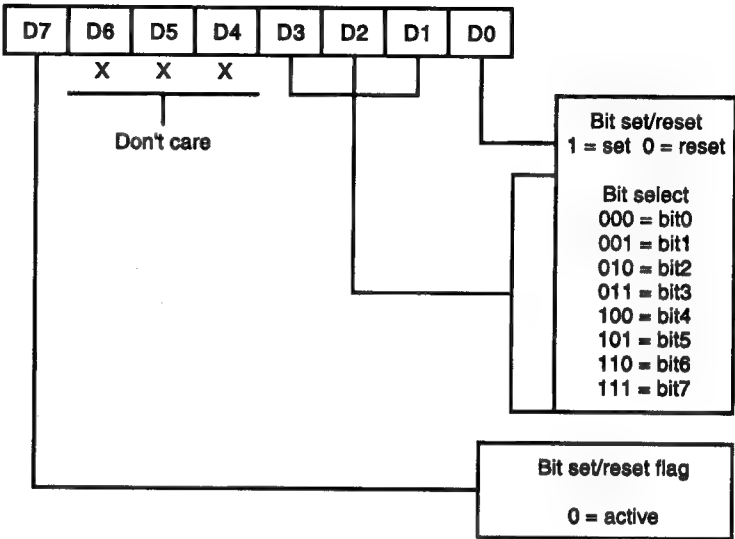 D7 D6 D5 D4 D3 D2 D1 D0
X X X
Don't care
Bit set/reset
1 = set 0 = reset
Bit select
000 = bit0
001 = bit1
010 = bit2
011 = bit3
100 = bit4
101 = bit5
110 = bit6
111 = bit7
Bit set/reset flag
0 = active